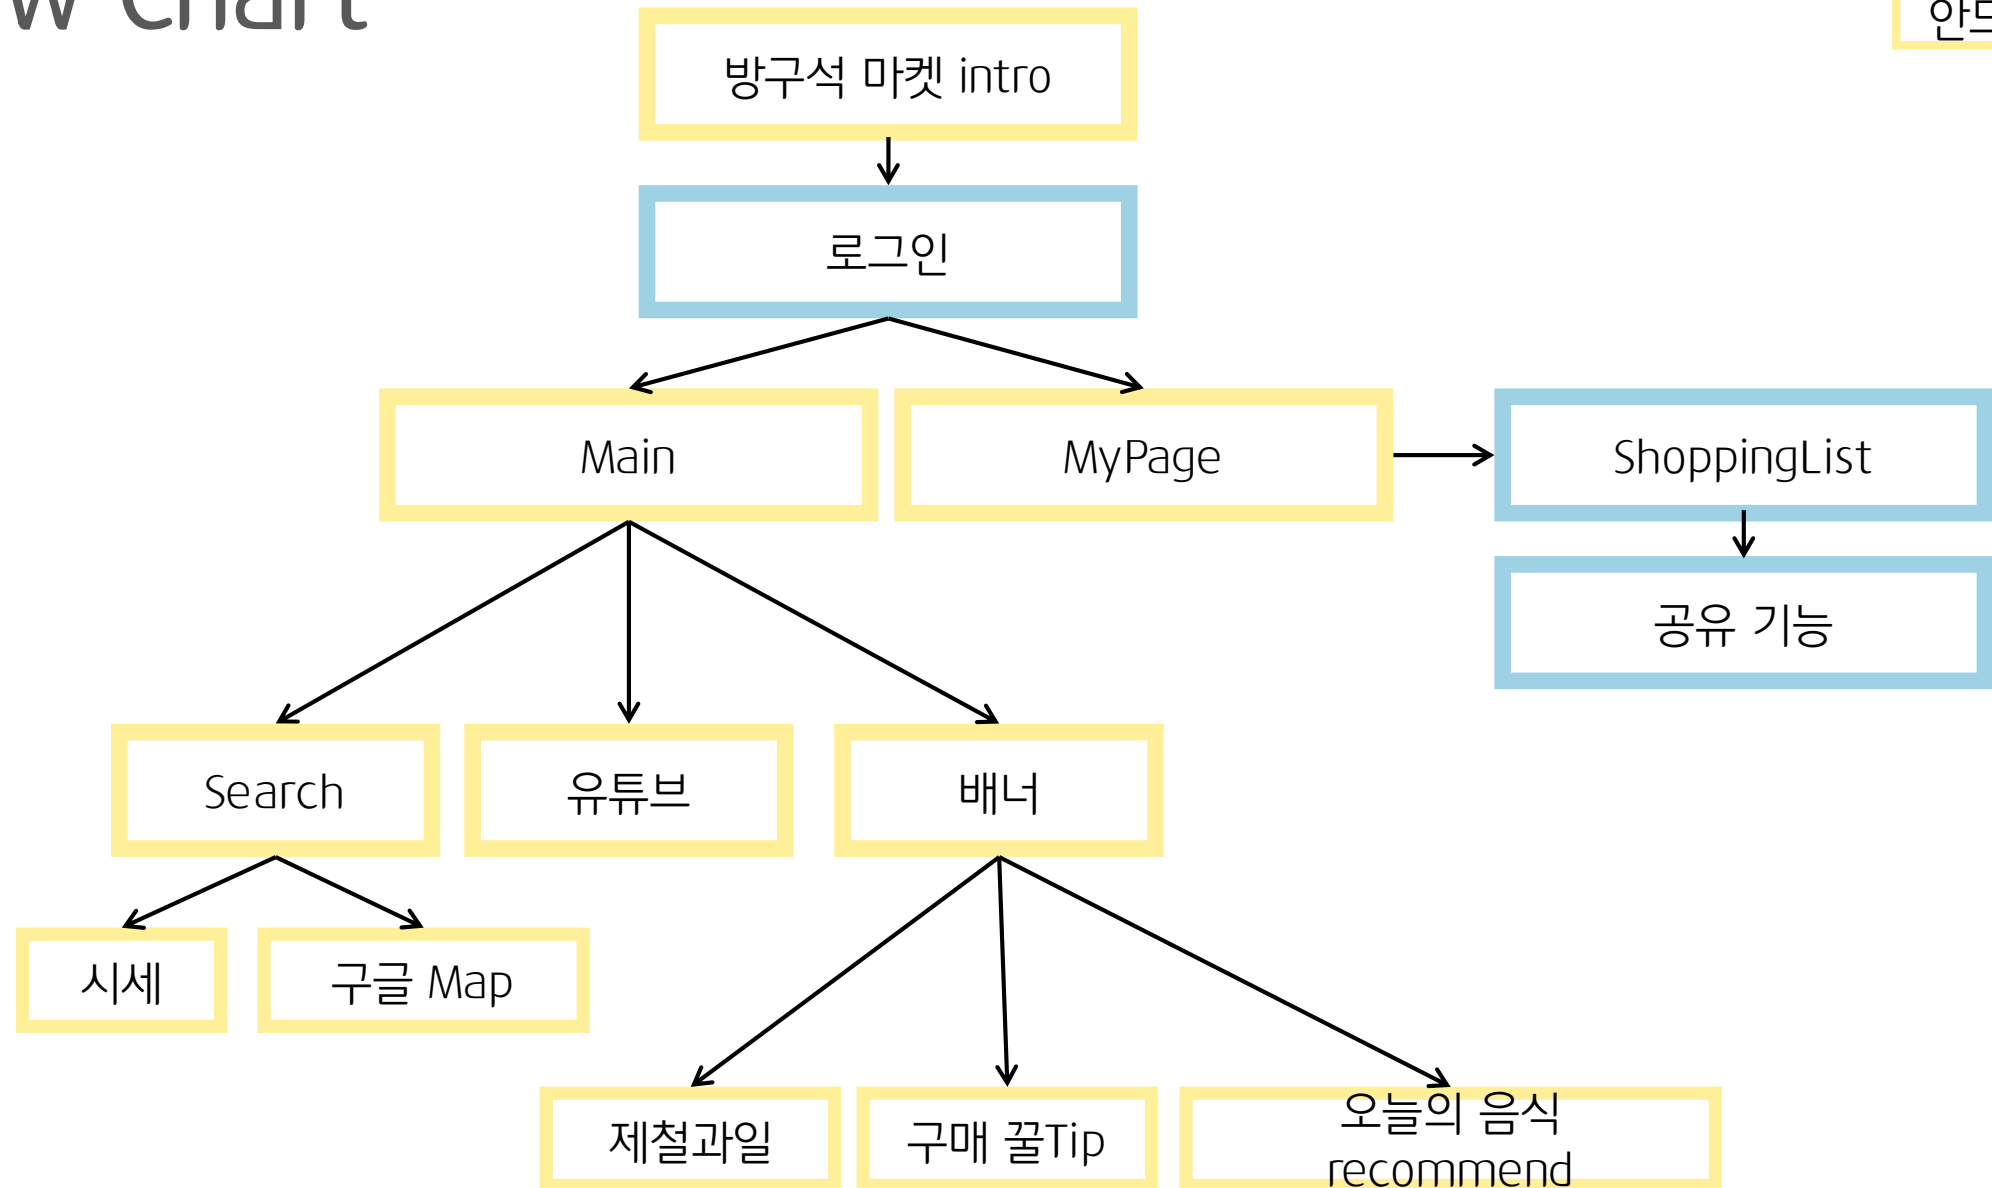 w chart
방구석 마켓 intro
로그인
Main
MyPage
ShoppingList
공유 기능
Search
유튜브
배너
시세
구글 Map
제철과일
구매 꿀Tip
오늘의 음식
recommend